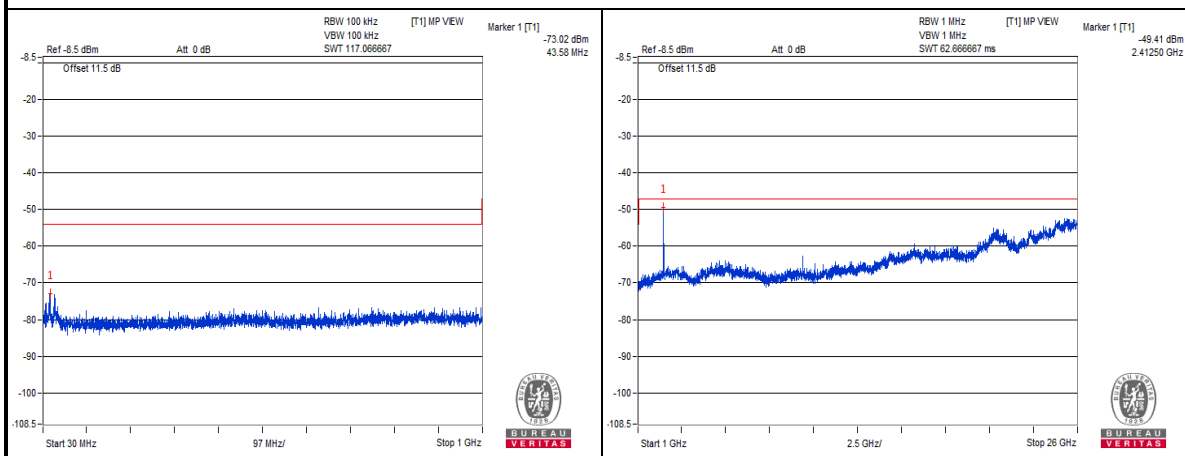 RBW 100 kHz [T1] MP VIEW Marker 1 [T1]
VBW 100 kHz -73.02 dBm
Ref -8.5 dBm Att 0 dB SWT 117.066667 43.58 MHz
-8.5
Offset 11.5 dB
-20
-30
-40
-50
-60
1
-70
-80
-90
-100
-108.5
Start 30 MHz 97 MHz/ Stop 1 GHz
BUREAU VERITAS
1828
BUREAU
VERITAS
RBW 1 MHz [T1] MP VIEW Marker 1 [T1]
VBW 1 MHz -49.41 dBm
Ref -8.5 dBm Att 0 dB SWT 62.666667 ms 2.41250 GHz
-8.5
Offset 11.5 dB
-20
-30
-40
1
-50
-60
-70
-80
-90
-100
-108.5
Start 1 GHz 2.5 GHz/ Stop 26 GHz
BUREAU VERITAS
1828
BUREAU
VERITAS